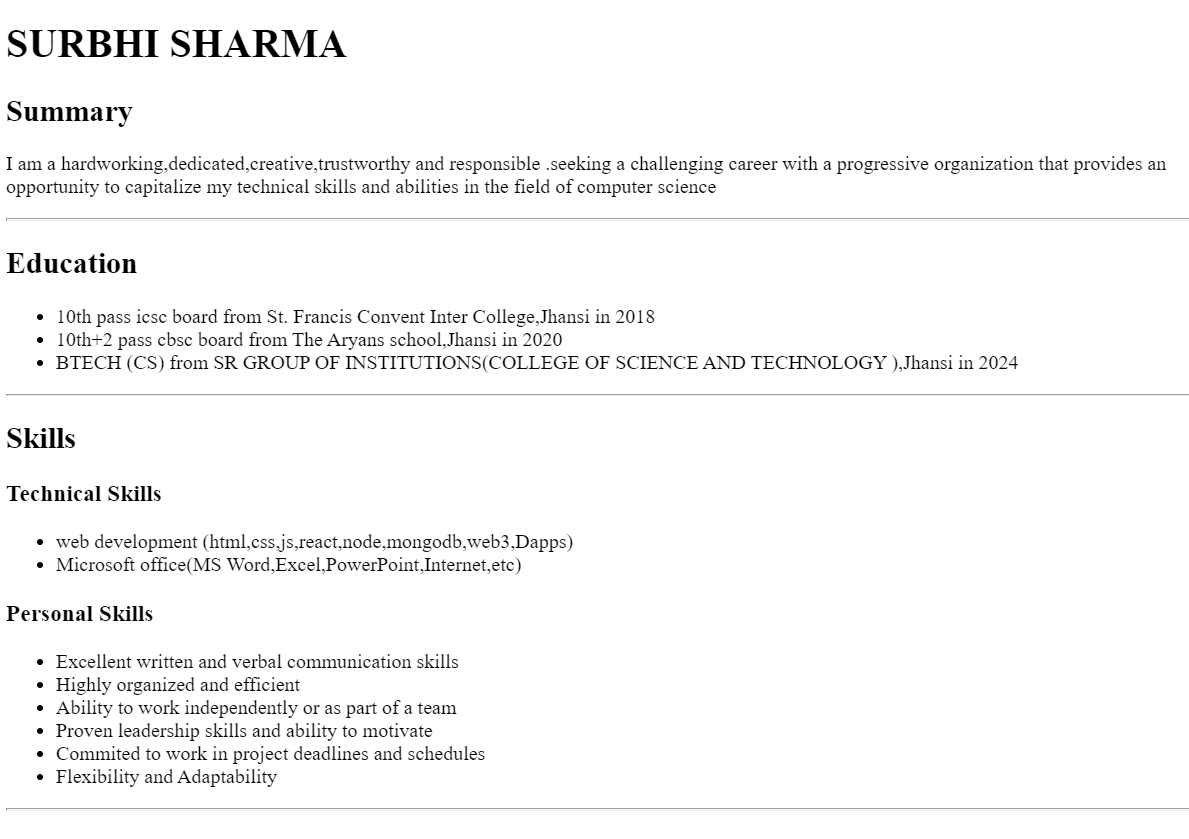 SURBHI SHARMA
Summary
I am a hardworking,dedicated,creative,trustworthy and responsible .seeking a challenging career with a progressive organization that provides an
opportunity to capitalize my technical skills and abilities in the field of computer science
Education
• 10th pass icsc board from St. Francis Convent Inter College,Jhansi in 2018
• 10th+2 pass cbsc board from The Aryans school,Jhansi in 2020
• BTECH (CS) from SR GROUP OF INSTITUTIONS(COLLEGE OF SCIENCE AND TECHNOLOGY ),Jhansi in 2024
Skills
Technical Skills
• web development (html,css,js,react,node,mongodb,web3,Dapps)
• Microsoft office(MS Word,Excel,PowerPoint,Internet,etc)
Personal Skills
• Excellent written and verbal communication skills
• Highly organized and efficient
• Ability to work independently or as part of a team
• Proven leadership skills and ability to motivate
• Commited to work in project deadlines and schedules
• Flexibility and Adaptability